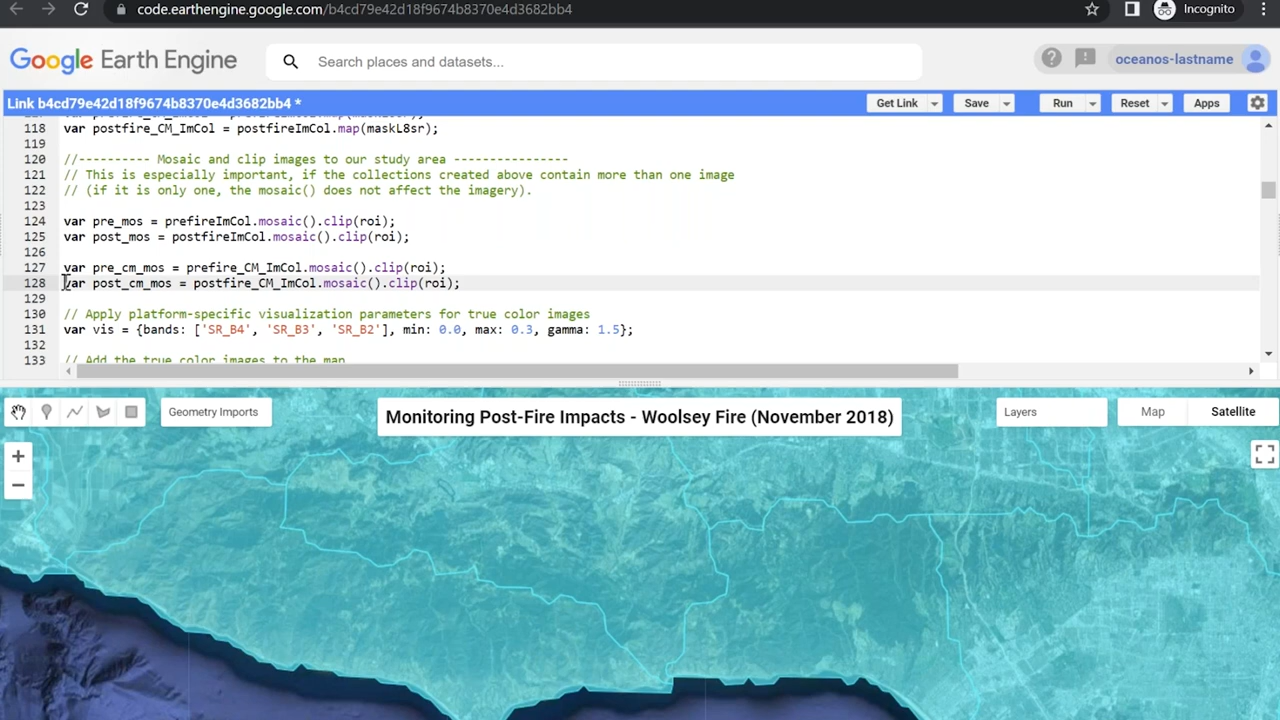 code.earthengine.google.com/b4cd79e42d18f9674b8370e4d3682bb4
Incognito
Google Earth Engine
Search places and datasets...
oceanos-lastname
Link b4cd79e42d18f9674b8370e4d3682bb4 *
Get Link
Save
Run
Reset
Apps
118 var postfire_CM_ImCol = postfireImCol.map(maskL8sr);
119
120 //---------- Mosaic and clip images to our study area ----------------
121 // This is especially important, if the collections created above contain more than one image
122 // (if it is only one, the mosaic() does not affect the imagery).
123
124 var pre_mos = prefireImCol.mosaic().clip(roi);
125 var post_mos = postfireImCol.mosaic().clip(roi);
126
127 var pre_cm_mos = prefire_CM_ImCol.mosaic().clip(roi);
128 var post_cm_mos = postfire_CM_ImCol.mosaic().clip(roi);
129
130 // Apply platform-specific visualization parameters for true color images
131 var vis = {bands: ['SR_B4', 'SR_B3', 'SR_B2'], min: 0.0, max: 0.3, gamma: 1.5};
132
133 // Add the true color images to the map
Geometry Imports
Monitoring Post-Fire Impacts - Woolsey Fire (November 2018)
Layers
Map
Satellite